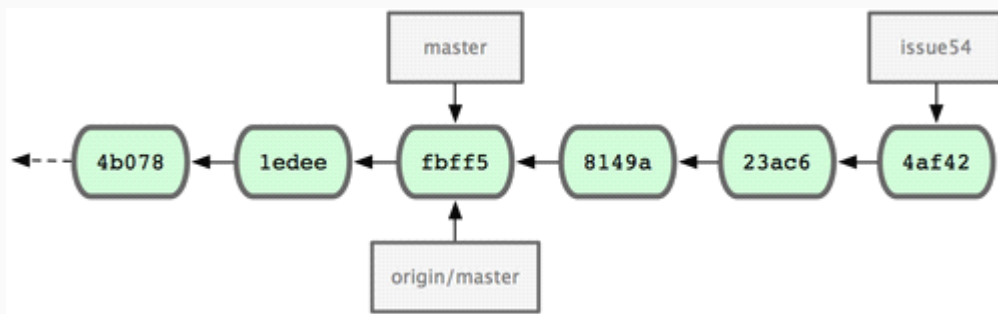 master
issue54
4b078
1edee
fbff5
8149a
23ac6
4af42
origin/master